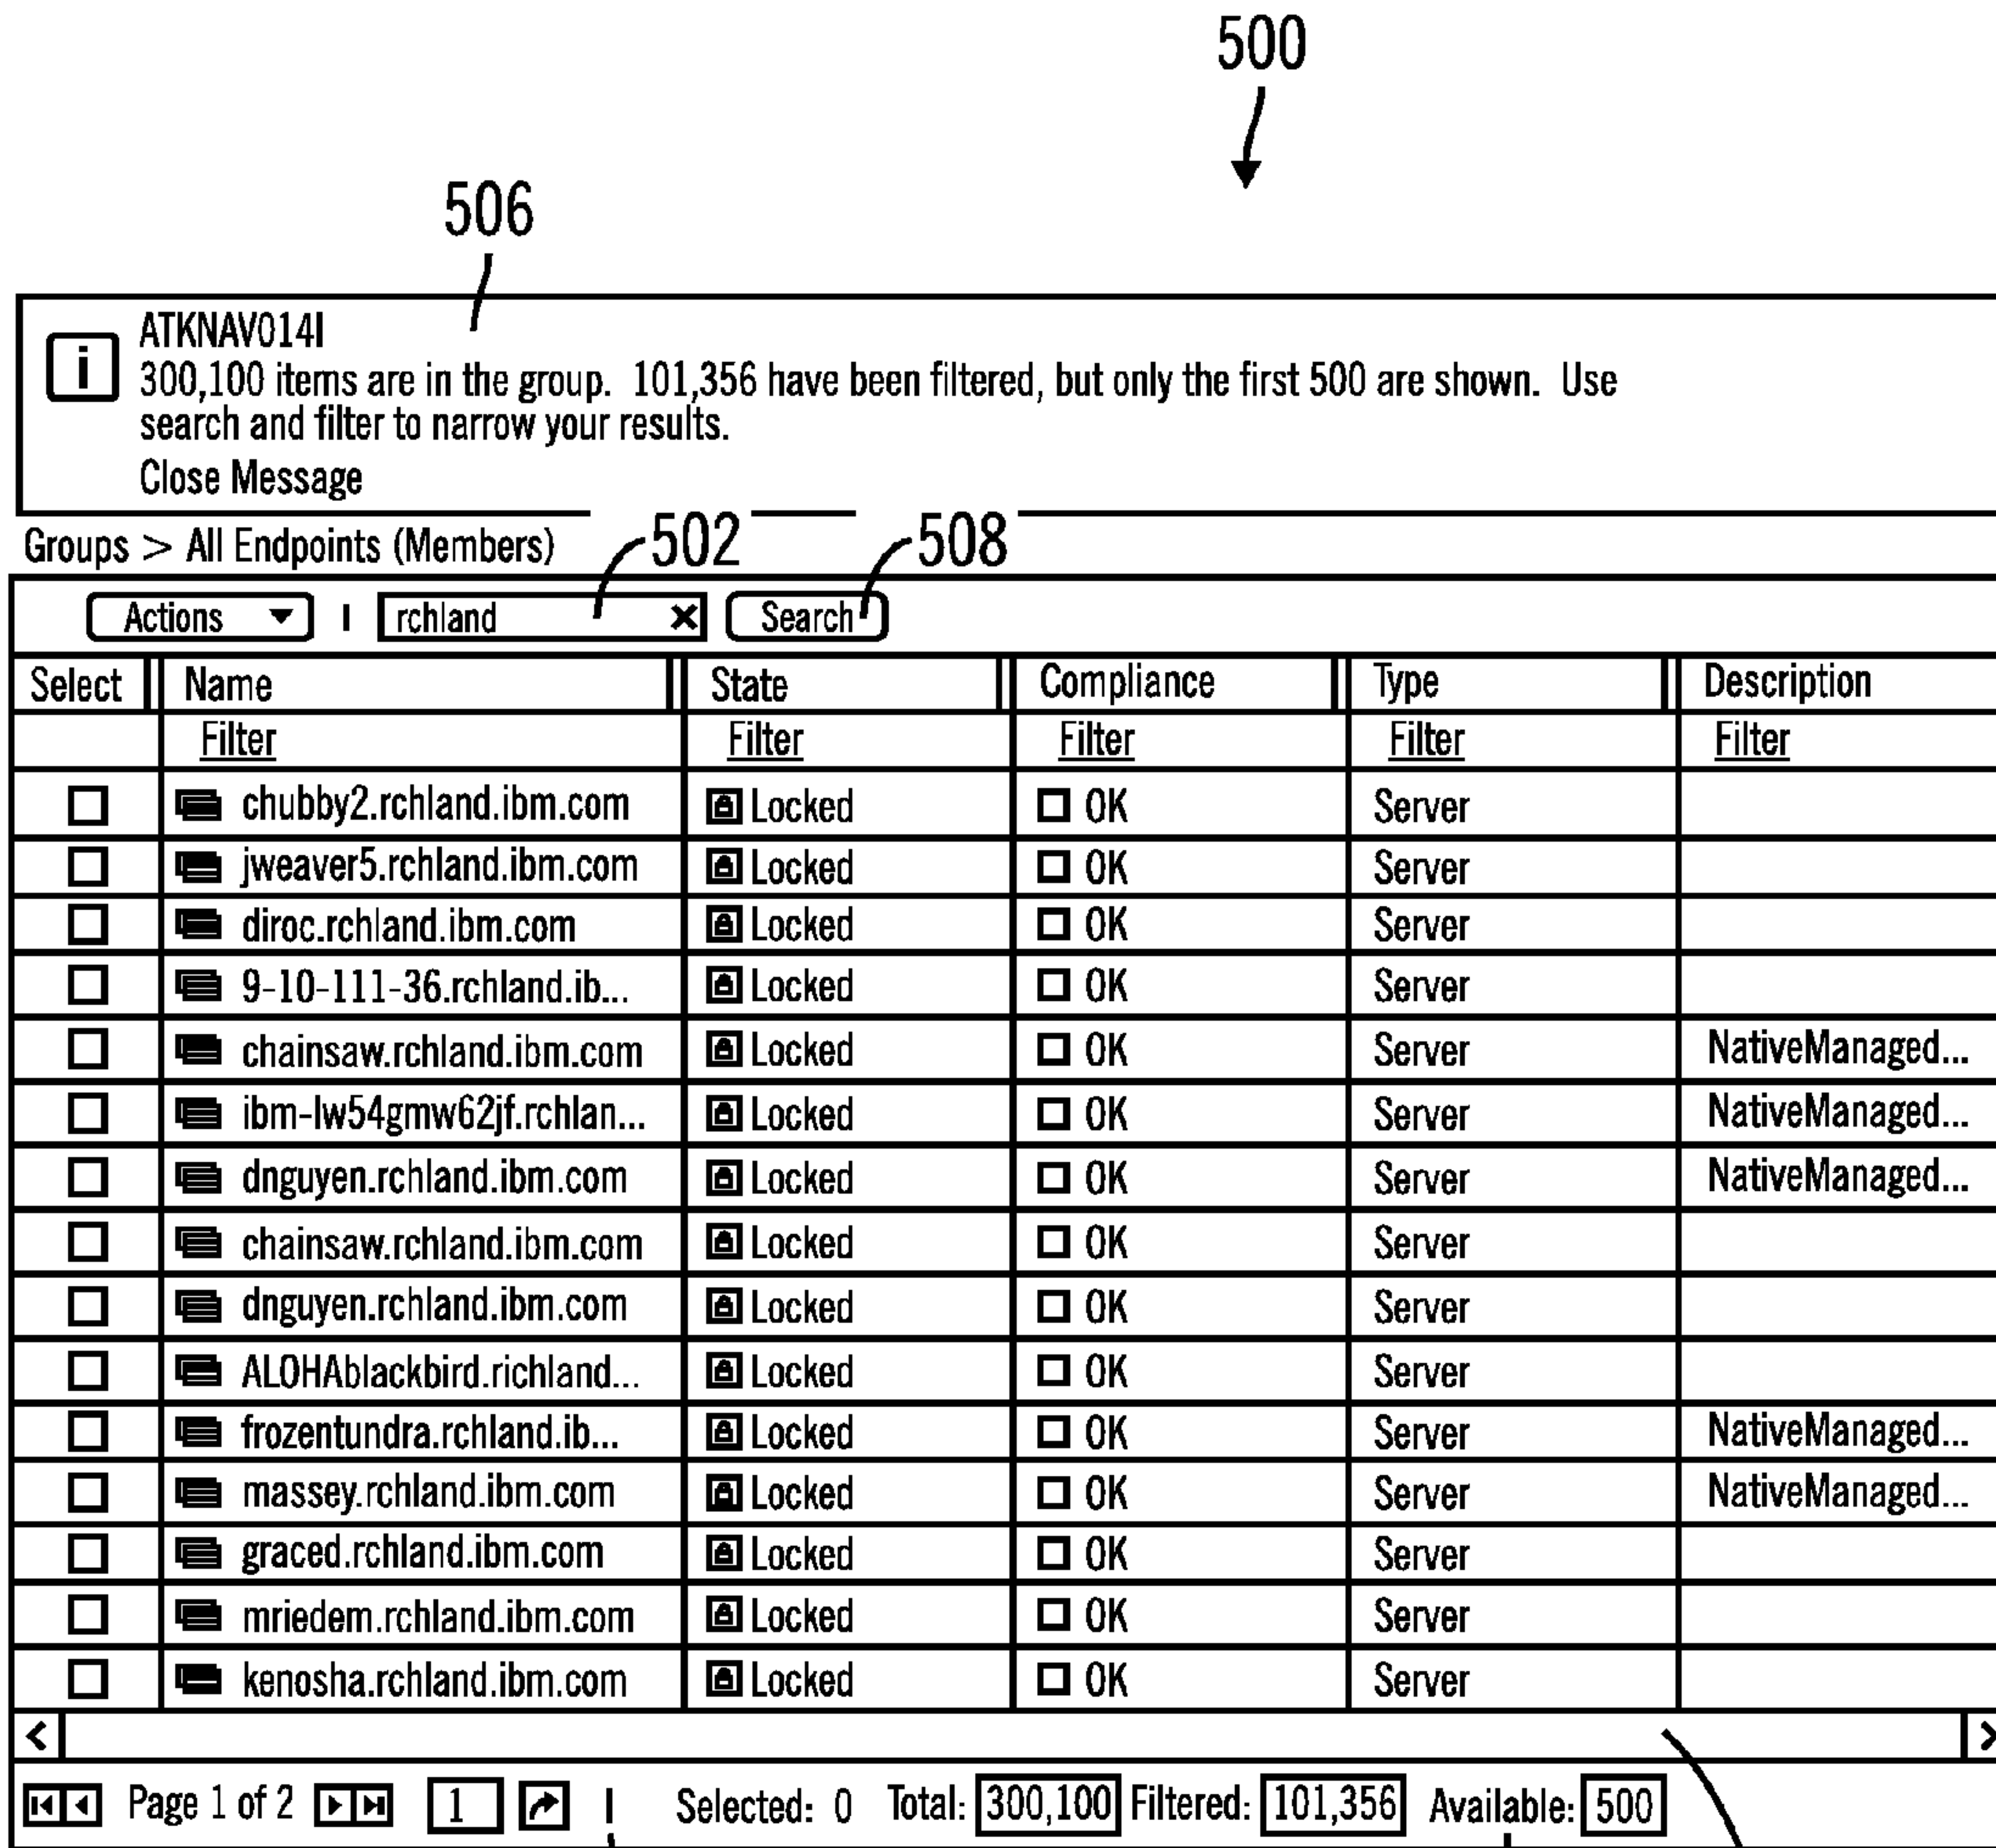 500
506
i
ATKNAV014I
300,100 items are in the group. 101,356 have been filtered, but only the first 500 are shown. Use
search and filter to narrow your results.
Close Message
Groups > All Endpoints (Members)
502
508
Actions | rchland Search
Select Name State Compliance Type Description
Filter Filter Filter Filter Filter
chubby2.rchland.ibm.com Locked OK Server
jweaver5.rchland.ibm.com Locked OK Server
diroc.rchland.ibm.com Locked OK Server
9-10-111-36.rchland.ib... Locked OK Server
chainsaw.rchland.ibm.com Locked OK Server NativeManaged...
ibm-lw54gmw62jf.rchlan... Locked OK Server NativeManaged...
dnguyen.rchland.ibm.com Locked OK Server NativeManaged...
chainsaw.rchland.ibm.com Locked OK Server
dnguyen.rchland.ibm.com Locked OK Server
ALOHAblackbird.richland... Locked OK Server
frozentundra.rchland.ib... Locked OK Server NativeManaged...
massey.rchland.ibm.com Locked OK Server NativeManaged...
graced.rchland.ibm.com Locked OK Server
mriedem.rchland.ibm.com Locked OK Server
kenosha.rchland.ibm.com Locked OK Server
Page 1 of 2 1 | Selected: 0 Total: 300,100 Filtered: 101,356 Available: 500